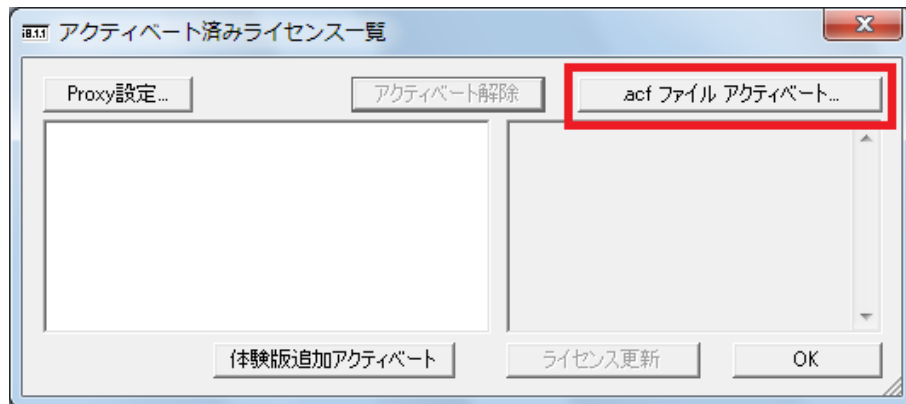 アクティベート済みライセンス一覧
Proxy設定...
アクティベート解除
.acf ファイル アクティベート...
体験版追加アクティベート
ライセンス更新
OK